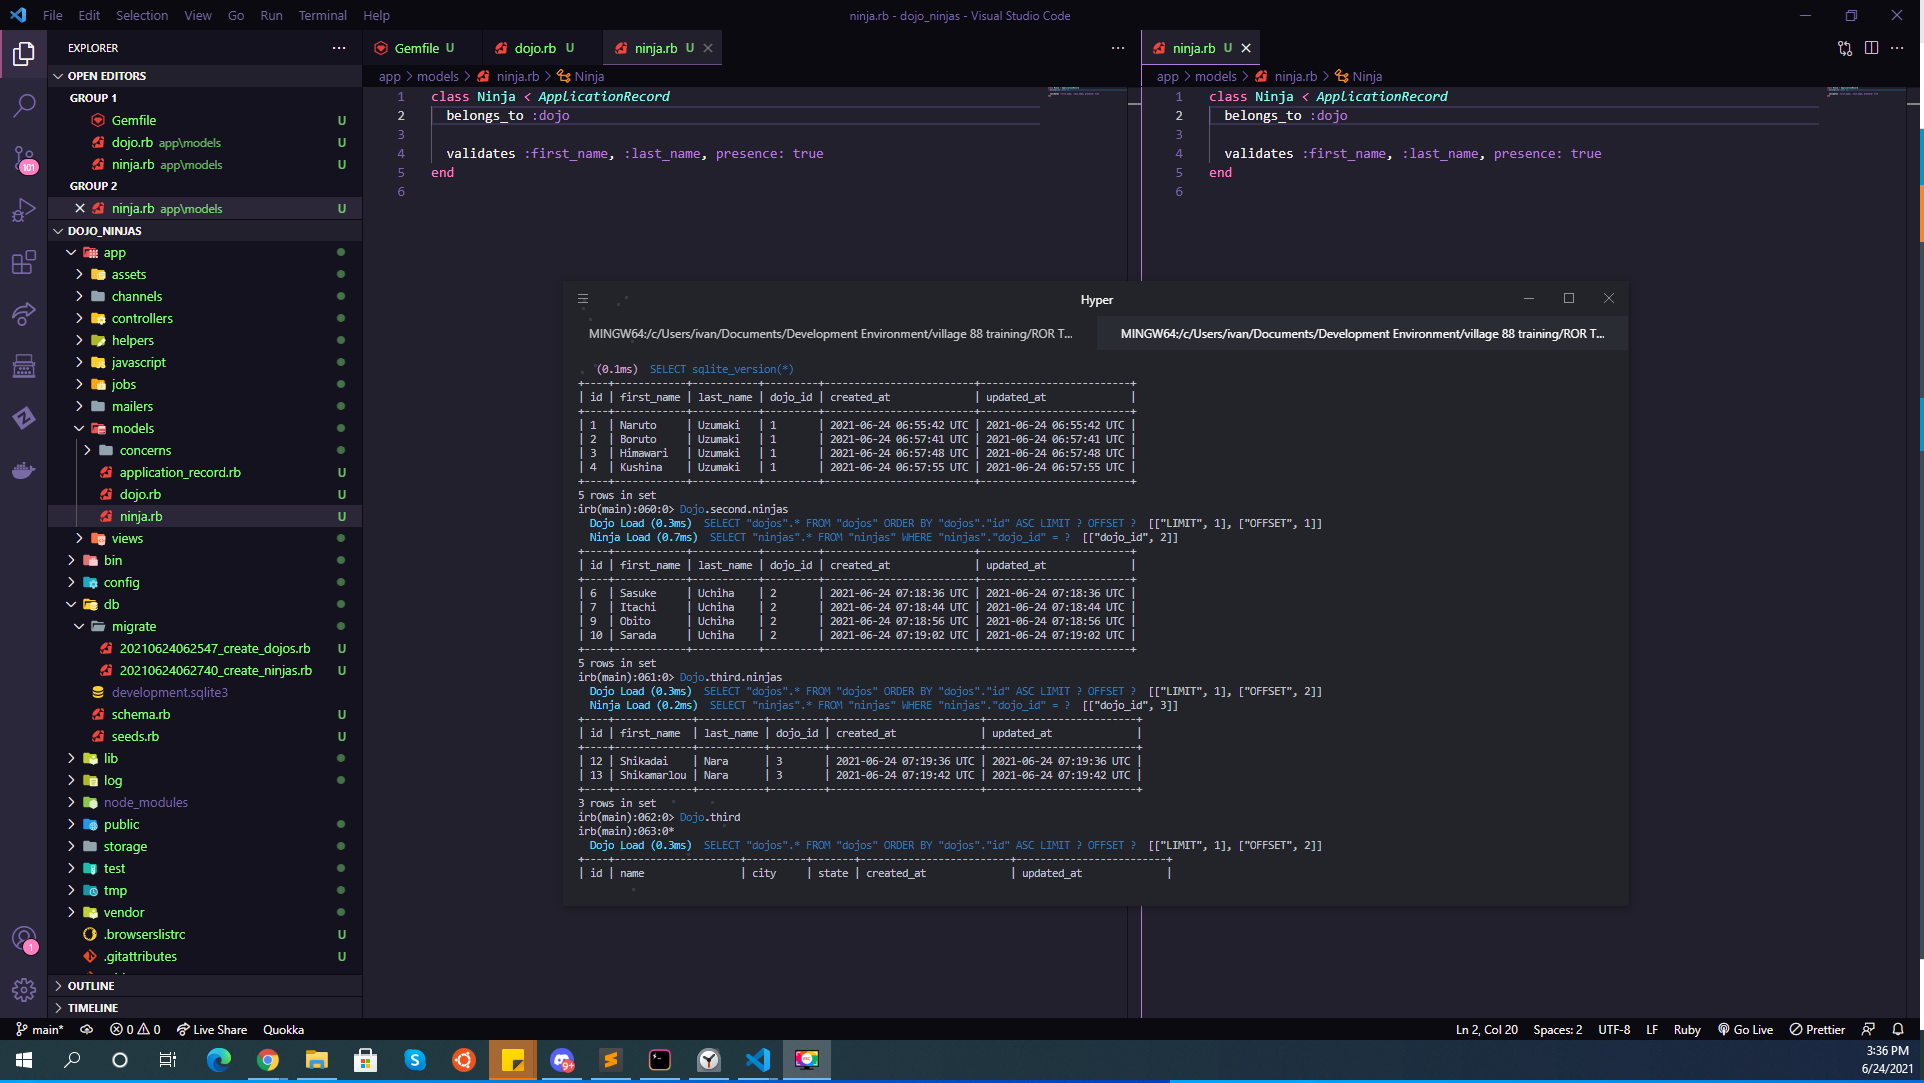 File Edit Selection View Go Run Terminal Help
ninja.rb - dojo_ninjas - Visual Studio Code
EXPLORER
OPEN EDITORS
GROUP 1
Gemfile U
dojo.rb app\models U
ninja.rb app\models U
GROUP 2
ninja.rb app\models U
DOJO_NINJAS
app
assets
channels
controllers
helpers
javascript
jobs
mailers
models
concerns
application_record.rb U
dojo.rb U
ninja.rb U
views
bin
config
db
migrate
20210624062547_create_dojos.rb U
20210624062740_create_ninjas.rb U
development.sqlite3
schema.rb U
seeds.rb U
lib
log
node_modules
public
storage
test
tmp
vendor
.browserslistrc U
.gitattributes U
OUTLINE
TIMELINE
101
1
Gemfile U dojo.rb U ninja.rb U
app > models > ninja.rb > Ninja
1 class Ninja < ApplicationRecord
2 belongs_to :dojo
3
4 validates :first_name, :last_name, presence: true
5 end
6
ninja.rb U
app > models > ninja.rb > Ninja
1 class Ninja < ApplicationRecord
2 belongs_to :dojo
3
4 validates :first_name, :last_name, presence: true
5 end
6
Hyper
MINGW64:/c/Users/ivan/Documents/Development Environment/village 88 training/ROR T...
MINGW64:/c/Users/ivan/Documents/Development Environment/village 88 training/ROR T...
(0.1ms) SELECT sqlite_version(*)
+----+------------+-----------+---------+-------------------------+-------------------------+
| id | first_name | last_name | dojo_id | created_at | updated_at |
+----+------------+-----------+---------+-------------------------+-------------------------+
| 1 | Naruto | Uzumaki | 1 | 2021-06-24 06:55:42 UTC | 2021-06-24 06:55:42 UTC |
| 2 | Boruto | Uzumaki | 1 | 2021-06-24 06:57:41 UTC | 2021-06-24 06:57:41 UTC |
| 3 | Himawari | Uzumaki | 1 | 2021-06-24 06:57:48 UTC | 2021-06-24 06:57:48 UTC |
| 4 | Kushina | Uzumaki | 1 | 2021-06-24 06:57:55 UTC | 2021-06-24 06:57:55 UTC |
+----+------------+-----------+---------+-------------------------+-------------------------+
5 rows in set
irb(main):060:0> Dojo.second.ninjas
Dojo Load (0.3ms) SELECT "dojos".* FROM "dojos" ORDER BY "dojos"."id" ASC LIMIT ? OFFSET ? [["LIMIT", 1], ["OFFSET", 1]]
Ninja Load (0.7ms) SELECT "ninjas".* FROM "ninjas" WHERE "ninjas"."dojo_id" = ? [["dojo_id", 2]]
+----+------------+-----------+---------+-------------------------+-------------------------+
| id | first_name | last_name | dojo_id | created_at | updated_at |
+----+------------+-----------+---------+-------------------------+-------------------------+
| 6 | Sasuke | Uchiha | 2 | 2021-06-24 07:18:36 UTC | 2021-06-24 07:18:36 UTC |
| 7 | Itachi | Uchiha | 2 | 2021-06-24 07:18:44 UTC | 2021-06-24 07:18:44 UTC |
| 9 | Obito | Uchiha | 2 | 2021-06-24 07:18:56 UTC | 2021-06-24 07:18:56 UTC |
| 10 | Sarada | Uchiha | 2 | 2021-06-24 07:19:02 UTC | 2021-06-24 07:19:02 UTC |
+----+------------+-----------+---------+-------------------------+-------------------------+
5 rows in set
irb(main):061:0> Dojo.third.ninjas
Dojo Load (0.3ms) SELECT "dojos".* FROM "dojos" ORDER BY "dojos"."id" ASC LIMIT ? OFFSET ? [["LIMIT", 1], ["OFFSET", 2]]
Ninja Load (0.2ms) SELECT "ninjas".* FROM "ninjas" WHERE "ninjas"."dojo_id" = ? [["dojo_id", 3]]
+----+-------------+-----------+---------+-------------------------+-------------------------+
| id | first_name | last_name | dojo_id | created_at | updated_at |
+----+-------------+-----------+---------+-------------------------+-------------------------+
| 12 | Shikadai | Nara | 3 | 2021-06-24 07:19:36 UTC | 2021-06-24 07:19:36 UTC |
| 13 | Shikamarlou | Nara | 3 | 2021-06-24 07:19:42 UTC | 2021-06-24 07:19:42 UTC |
+----+-------------+-----------+---------+-------------------------+-------------------------+
3 rows in set
irb(main):062:0> Dojo.third
irb(main):063:0*
Dojo Load (0.3ms) SELECT "dojos".* FROM "dojos" ORDER BY "dojos"."id" ASC LIMIT ? OFFSET ? [["LIMIT", 1], ["OFFSET", 2]]
+----+---------------------+----------+-------+-------------------------+-------------------------+
| id | name | city | state | created_at | updated_at |
main* 0 0 Live Share Quokka
Ln 2, Col 20 Spaces: 2 UTF-8 LF Ruby Go Live Prettier
9+
3:36 PM
6/24/2021